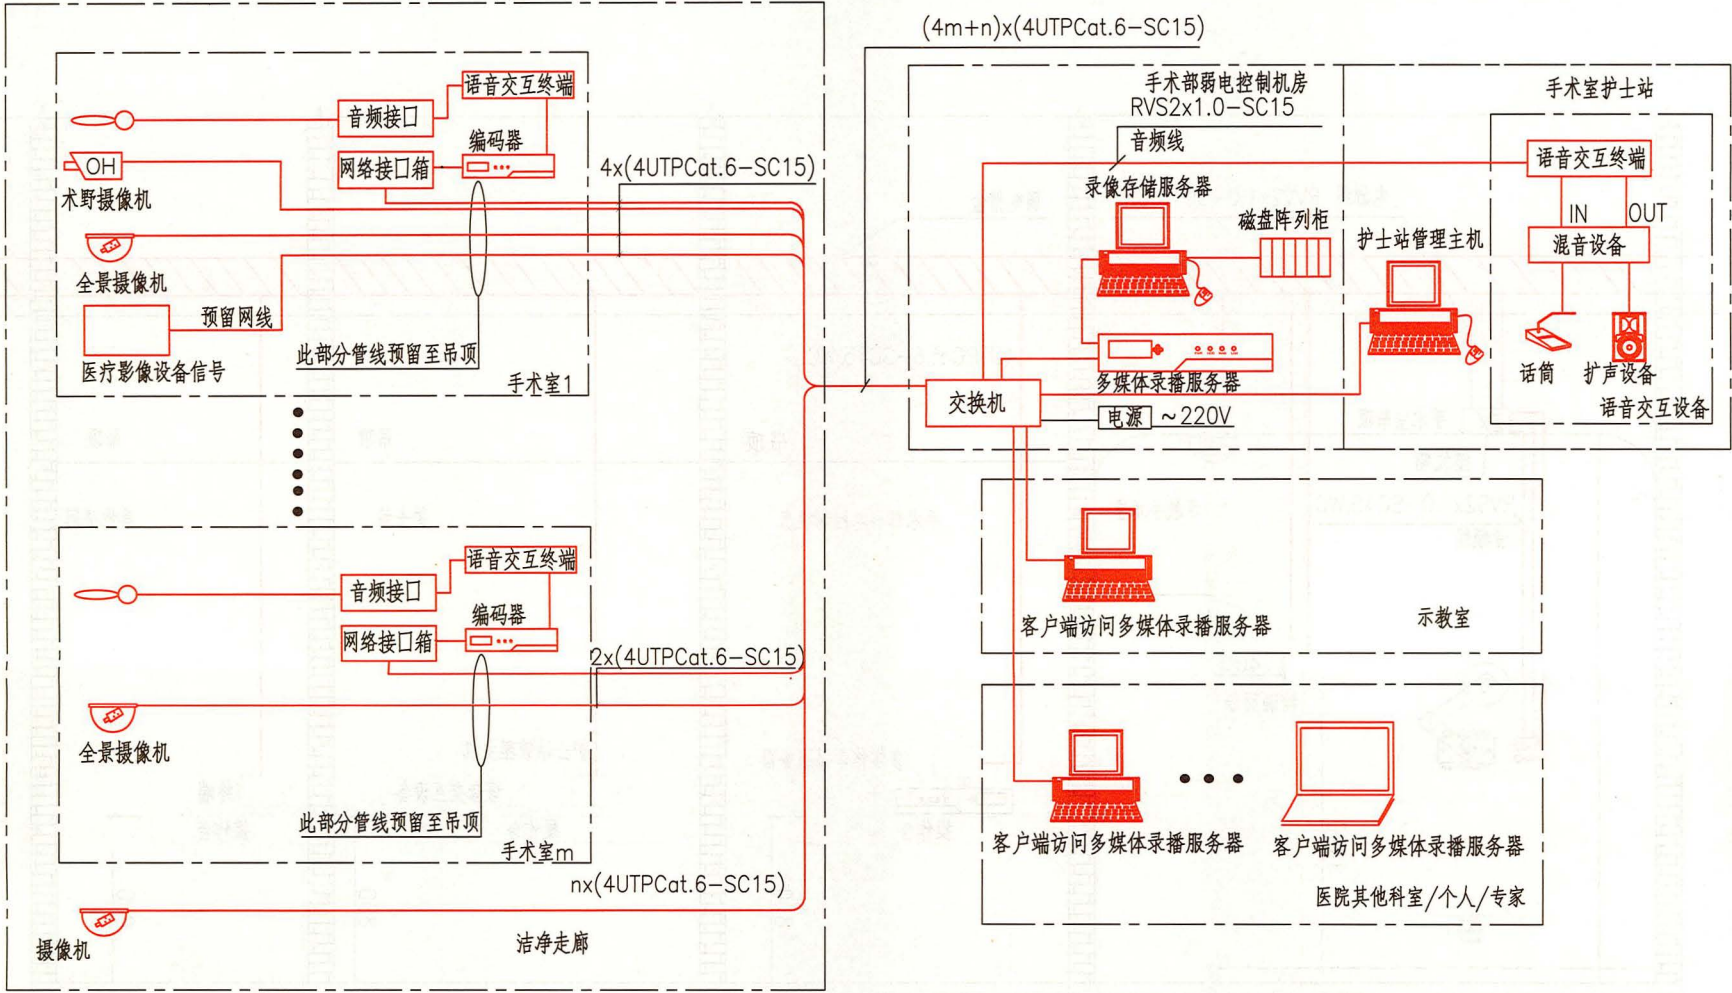 (4m+n)x(4UTPCat.6-SC15)
语音交互终端
音频接口
编码器
网络接口箱
OH
术野摄像机
4x(4UTPCat.6-SC15)
全景摄像机
预留网线
医疗影像设备信号
此部分管线预留至吊顶
手术室1
语音交互终端
音频接口
编码器
网络接口箱
2x(4UTPCat.6-SC15)
全景摄像机
此部分管线预留至吊顶
手术室m
nx(4UTPCat.6-SC15)
摄像机
洁净走廊
手术部弱电控制机房
RVS2x1.0-SC15
音频线
录像存储服务器
磁盘阵列柜
多媒体录播服务器
交换机
电源 ~220V
手术室护士站
语音交互终端
IN OUT
混音设备
护士站管理主机
话筒 扩声设备
语音交互设备
客户端访问多媒体录播服务器
示教室
客户端访问多媒体录播服务器
客户端访问多媒体录播服务器
医院其他科室/个人/专家